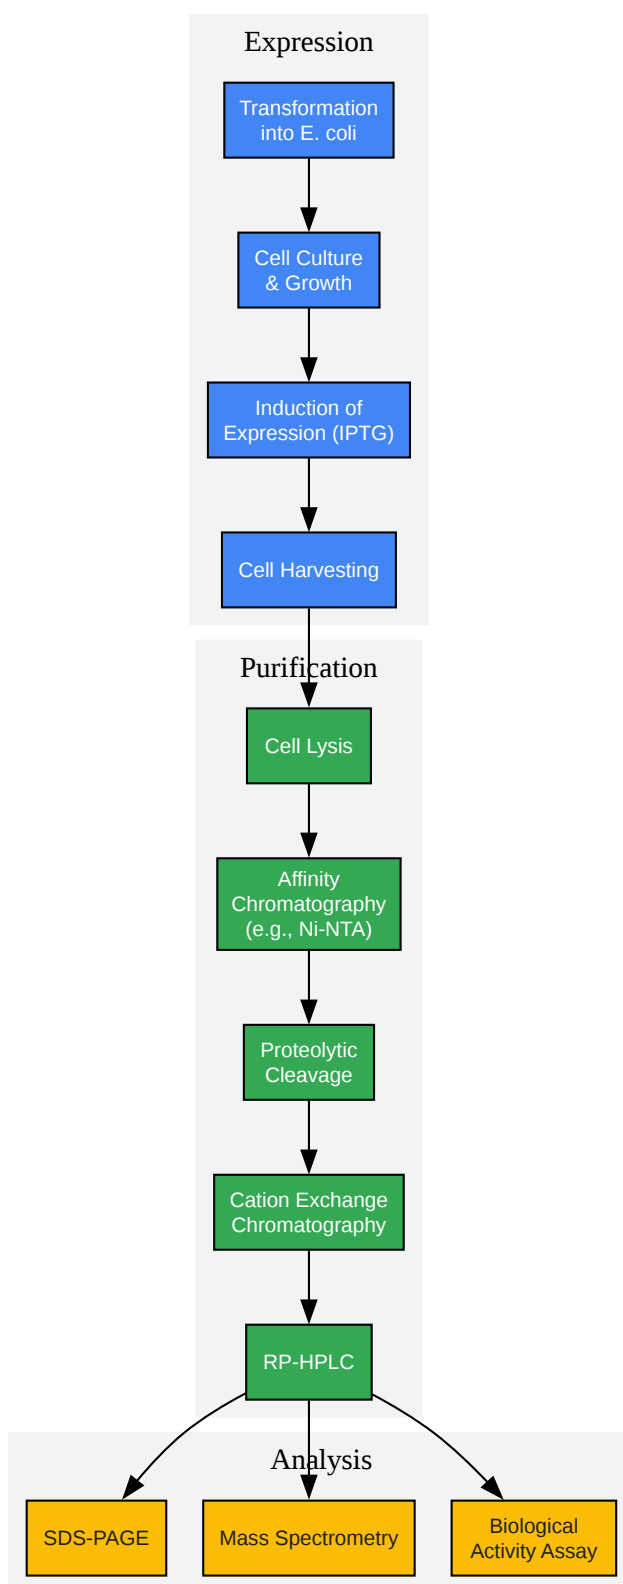 Expression
Transformation
into E. coli
Cell Culture
& Growth
Induction of
Expression (IPTG)
Cell Harvesting
Purification
Cell Lysis
Affinity
Chromatography
(e.g., Ni-NTA)
Proteolytic
Cleavage
Cation Exchange
Chromatography
RP-HPLC
Analysis
SDS-PAGE
Mass Spectrometry
Biological
Activity Assay